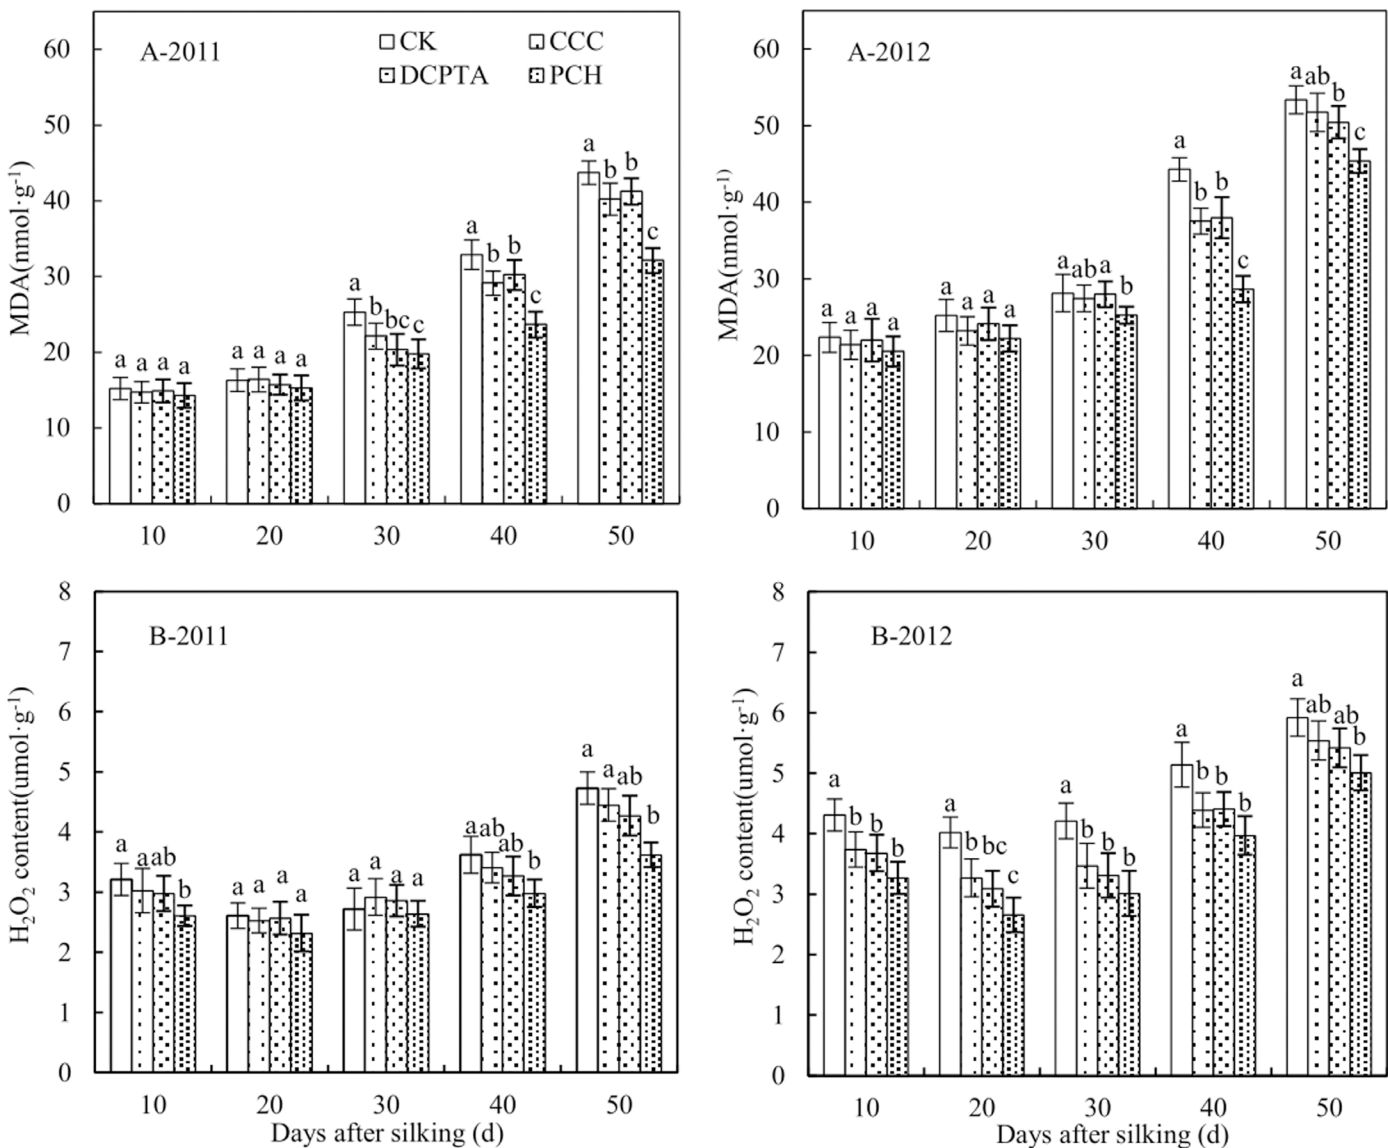 A-2011
CK
CCC
DCPTA
PCH
MDA(nmol·g⁻¹)
60
50
40
30
20
10
0
a a a a
a a a a
a b bc c
a b b c
a b b c
10 20 30 40 50
A-2012
MDA(nmol·g⁻¹⁾
60
50
40
30
20
10
0
a a a a
a a a a
a ab a b
a b b c
a ab b c
10 20 30 40 50
B-2011
H₂O₂ content(umol·g⁻¹)
8
7
6
5
4
3
2
1
0
a a ab b
a a a a
a a a a
a ab ab b
a a ab b
10 20 30 40 50
Days after silking (d)
B-2012
H₂O₂ content(umol·g⁻¹)
8
7
6
5
4
3
2
1
0
a b b b
a b bc c
a b b b
a b b b
a ab ab b
10 20 30 40 50
Days after silking (d)